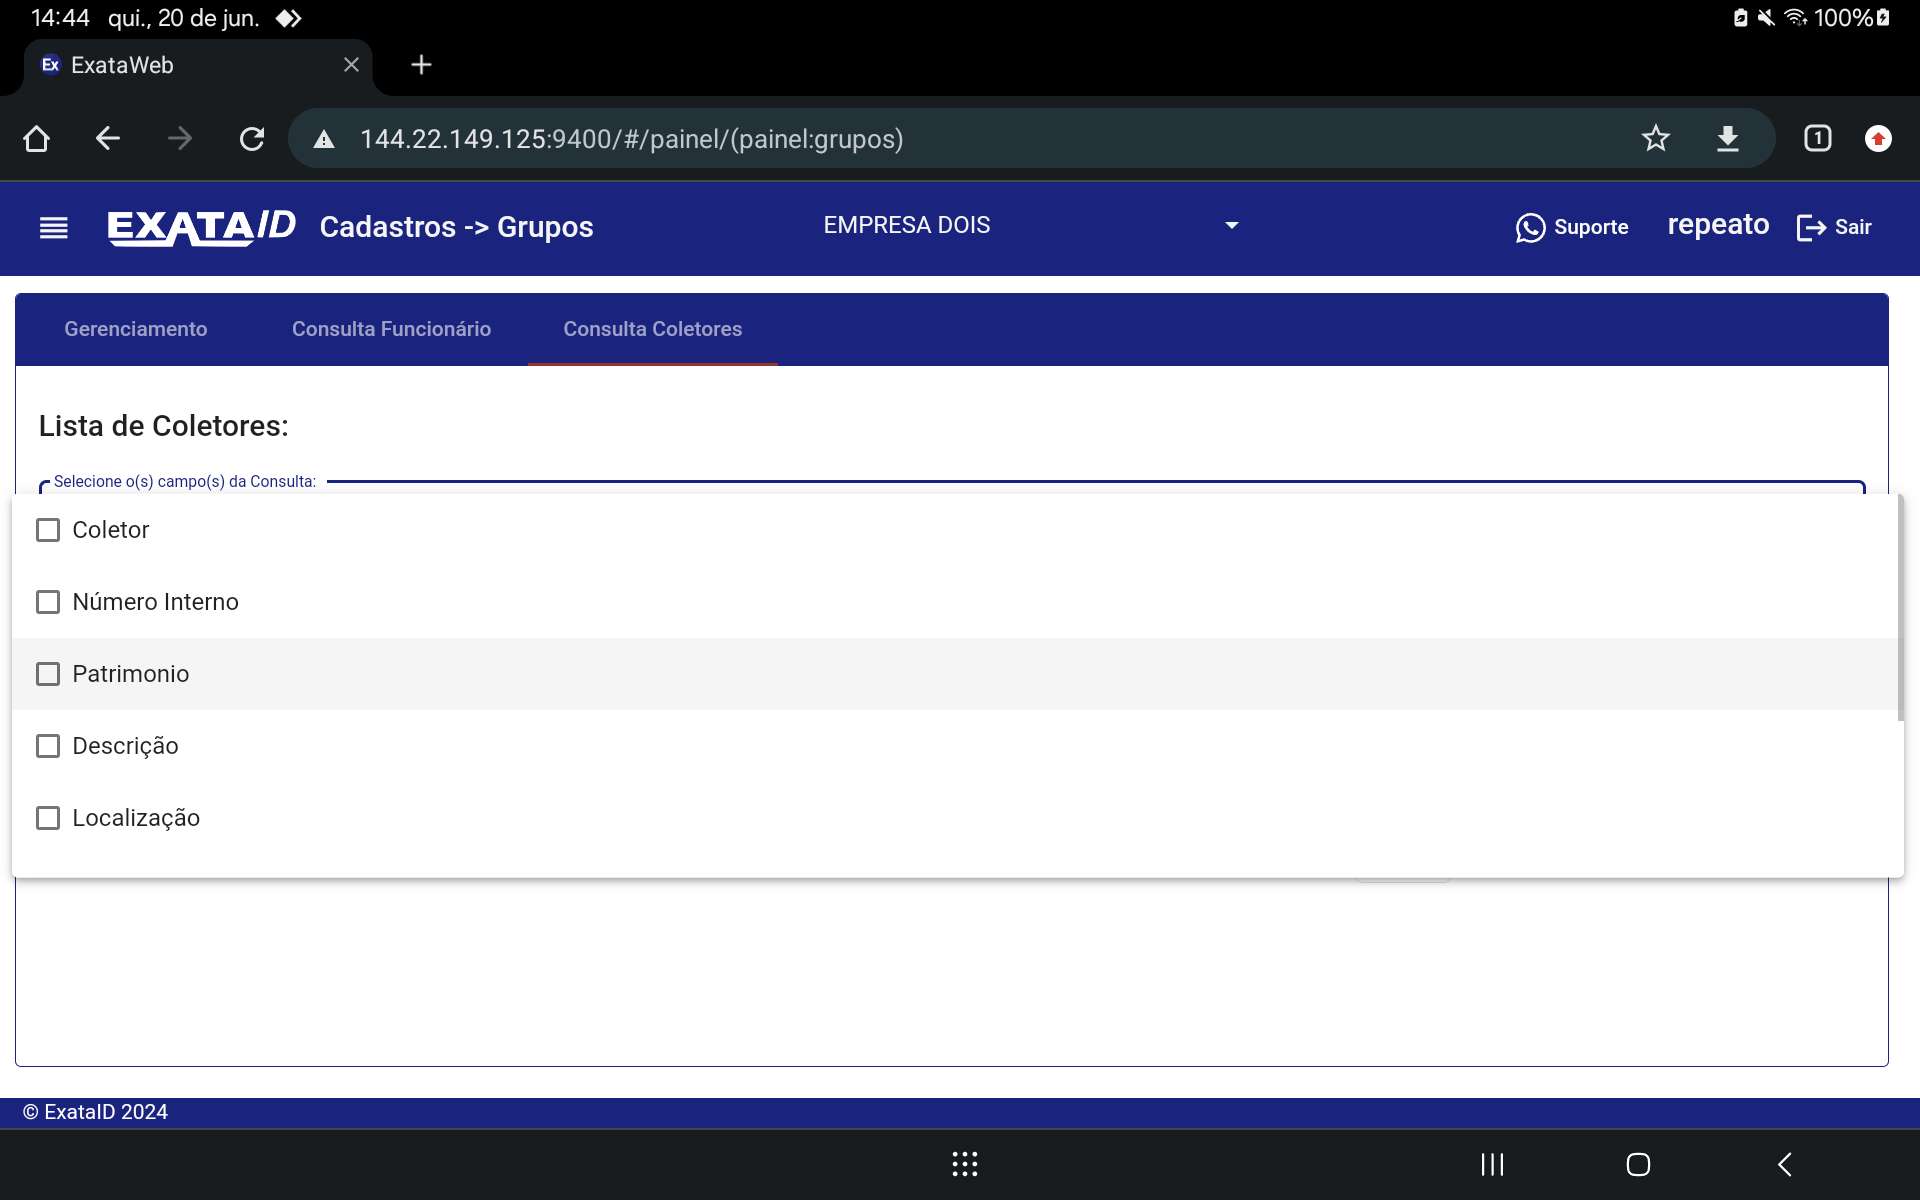 14:44 qui., 20 de jun. 100%
Ex ExataWeb
144.22.149.125:9400/#/painel/(painel:grupos) 1
EXATAID Cadastros -> Grupos EMPRESA DOIS Suporte repeato Sair
Gerenciamento Consulta Funcionário Consulta Coletores
Lista de Coletores:
Selecione o(s) campo(s) da Consulta:
Coletor
Número Interno
Patrimonio
Descrição
Localização
© ExataID 2024